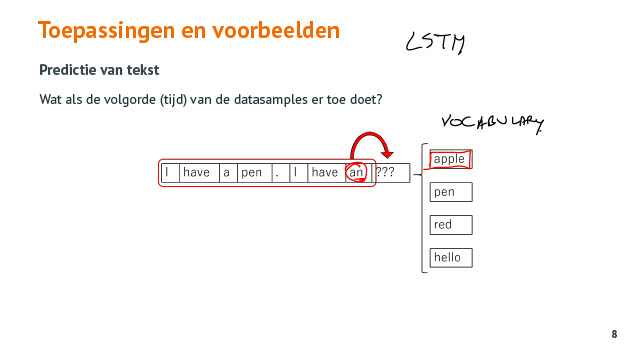 Toepassingen en voorbeelden
LSTM
Predictie van tekst
Wat als de volgorde (tijd) van de datasamples er toe doet?
VOCABULARY
I have a pen . I have an ???
apple
pen
red
hello
8